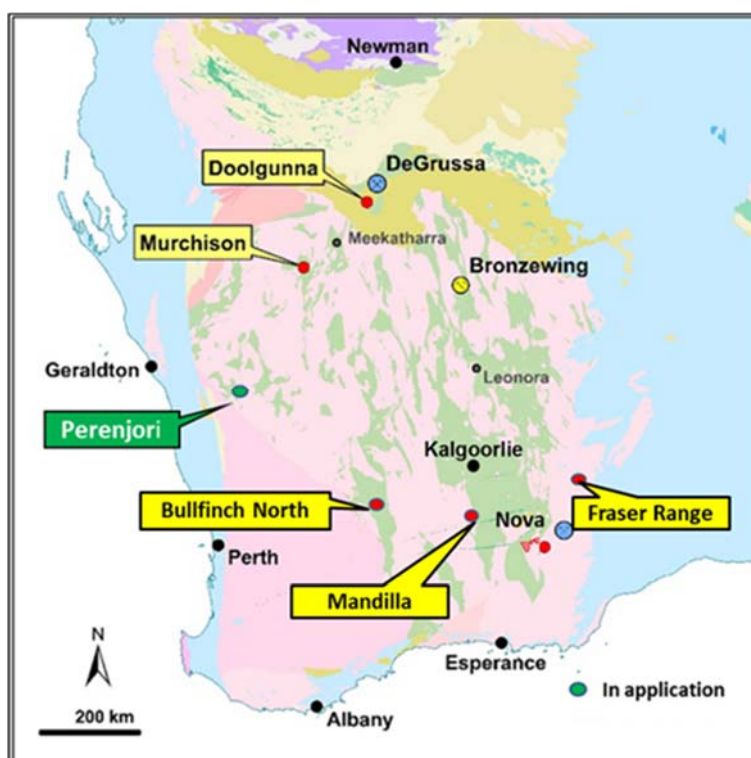 Newman
DeGrussa
Doolgunna
Meekatharra
Murchison
Bronzewing
Geraldton
Leonora
Perenjori
Kalgoorlie
Bullfinch North
Nova
Fraser Range
Perth
Mandilla
N
Esperance
In application
200 km
Albany